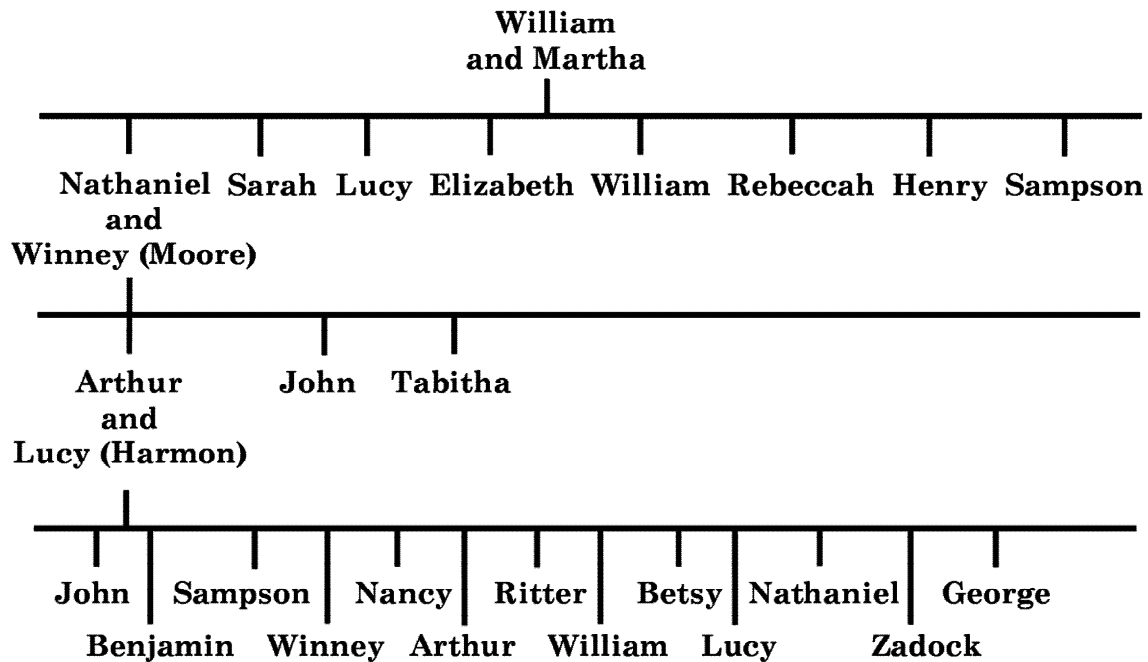 William
and Martha
Nathaniel Sarah Lucy Elizabeth William Rebeccah Henry Sampson
and
Winney (Moore)
Arthur John Tabitha
and
Lucy (Harmon)
John Sampson Nancy Ritter Betsy Nathaniel George
Benjamin Winney Arthur William Lucy Zadock